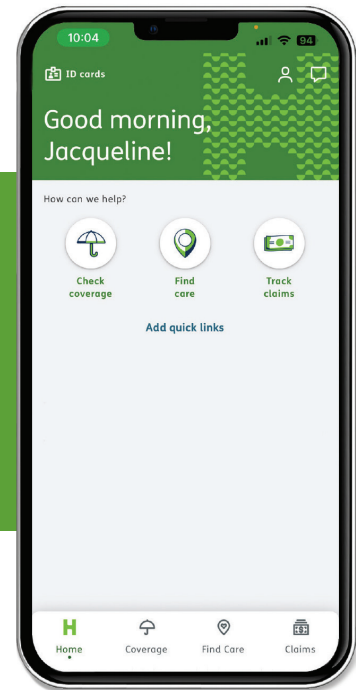 10:04
94
ID cards
Good morning,
Jacqueline!
How can we help?
Check
coverage
Find
care
Track
claims
Add quick links
H
Home
Coverage
Find Care
Claims